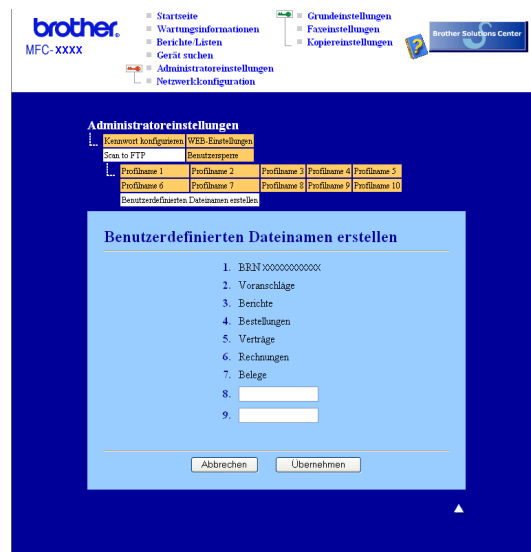 brother.
MFC-XXXX
Startseite
Wartungsinformationen
Berichte/Listen
Gerät suchen
Administratoreinstellungen
Netzwerkkonfiguration
Grundeinstellungen
Faxeinstellungen
Kopiereinstellungen
Brother Solutions Center
Administratoreinstellungen
Kennwort konfigurieren WEB-Einstellungen
Scan to FTP Benutzersperre
Profilname 1 Profilname 2 Profilname 3 Profilname 4 Profilname 5
Profilname 6 Profilname 7 Profilname 8 Profilname 9 Profilname 10
Benutzerdefinierten Dateinamen erstellen
Benutzerdefinierten Dateinamen erstellen
1. BRNXXXXXXXXXXXX
2. Voranschläge
3. Berichte
4. Bestellungen
5. Verträge
6. Rechnungen
7. Belege
8.
9.
Abbrechen Übernehmen